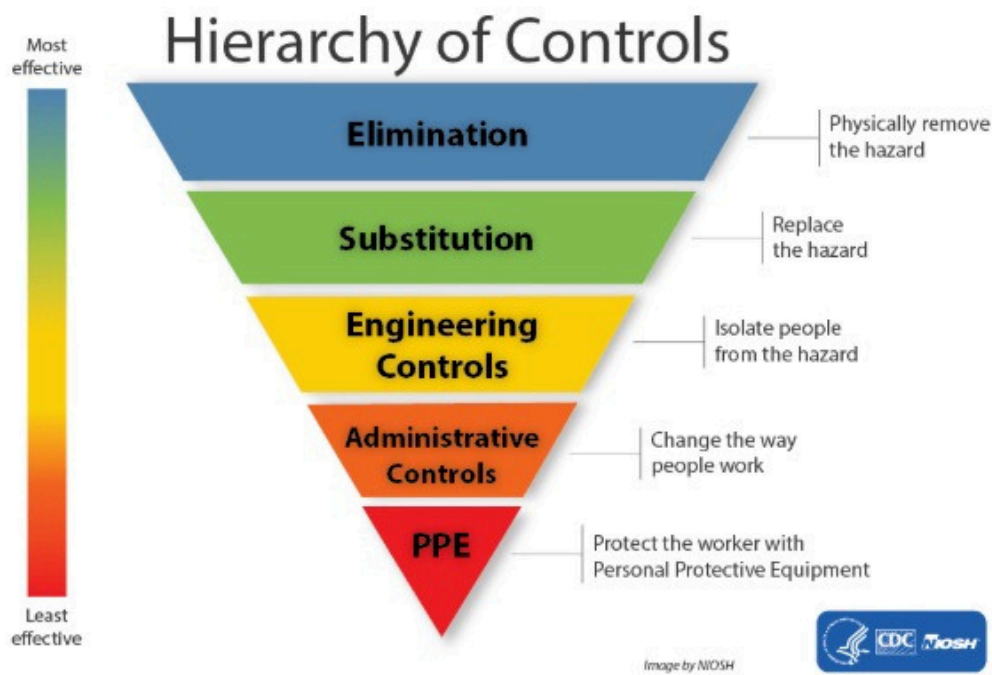 Hierarchy of Controls
Most
effective
Elimination
Physically remove
the hazard
Substitution
Replace
the hazard
Engineering
Controls
Isolate people
from the hazard
Administrative
Controls
Change the way
people work
PPE
Protect the worker with
Personal Protective Equipment
Least
effective
Image by NIOSH
CDC NIOSH